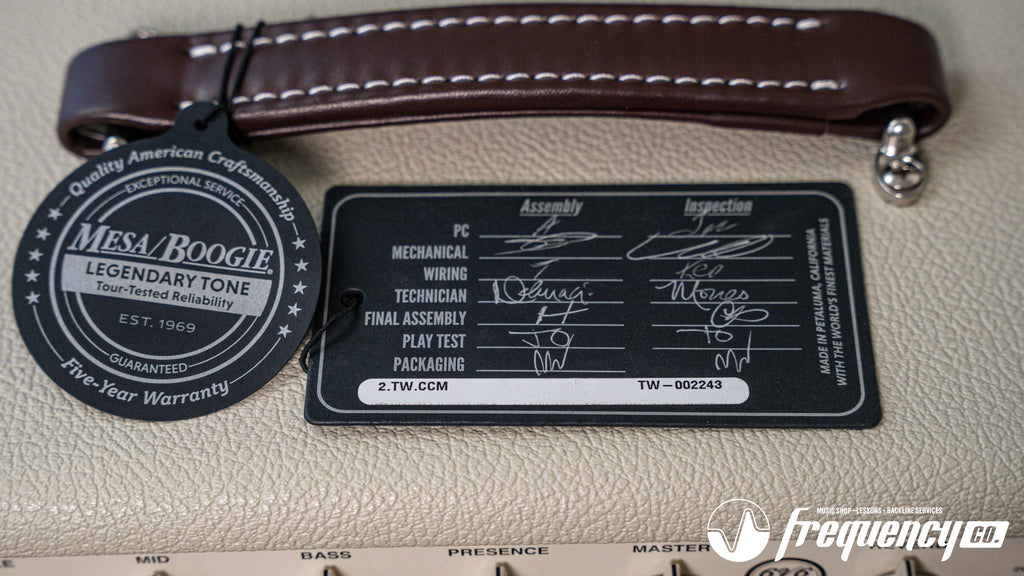 Quality American Craftsmanship
EXCEPTIONAL SERVICE
MESA/BOOGIE®
LEGENDARY TONE
Tour-Tested Reliability
EST. 1969
GUARANTEED
Five-Year Warranty
Assembly Inspection
PC
MECHANICAL
WIRING
TECHNICIAN
FINAL ASSEMBLY
PLAY TEST
PACKAGING
2.TW.CCM TW-002243
MADE IN PETALUMA, CALIFORNIA
WITH THE WORLD'S FINEST MATERIALS
MID BASS PRESENCE MASTER
MUSIC SHOP • LESSONS • BACKLINE SERVICES
frequency CO.